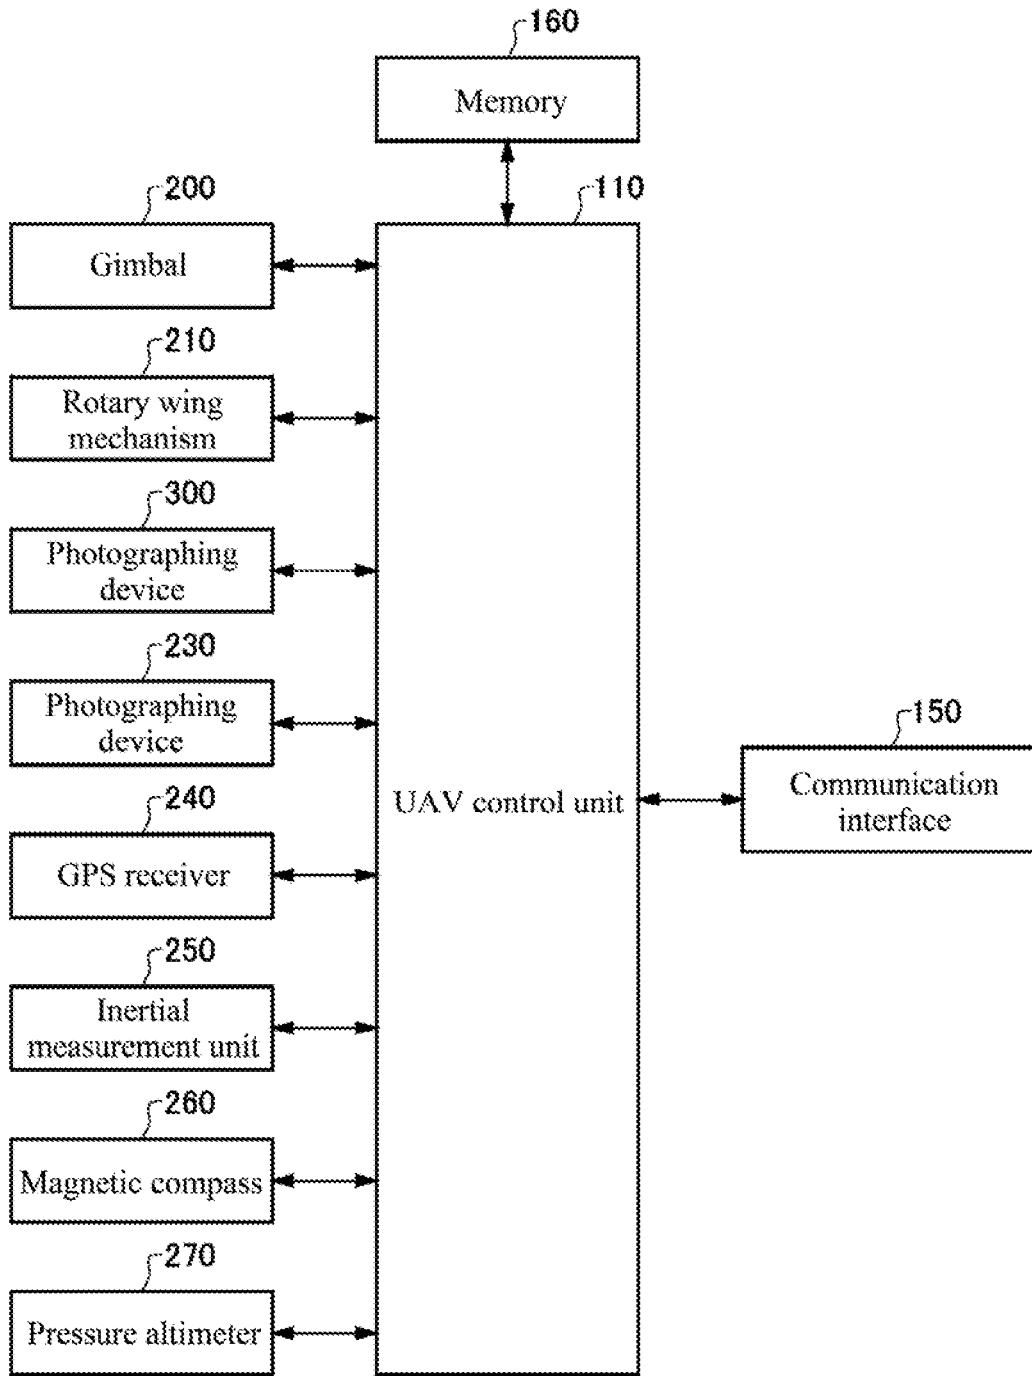 160
Memory
200
110
Gimbal
210
Rotary wing
mechanism
300
Photographing
device
230
Photographing
device
150
UAV control unit
Communication
interface
240
GPS receiver
250
Inertial
measurement unit
260
Magnetic compass
270
Pressure altimeter